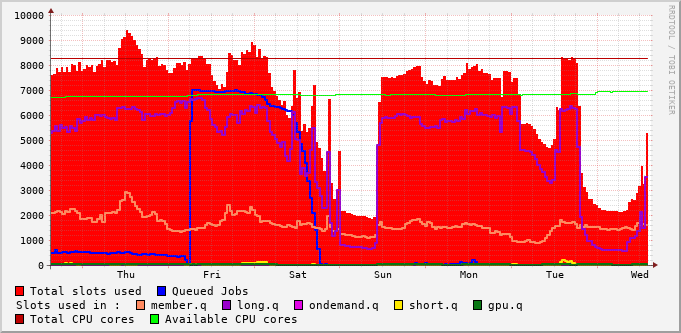 RRDTOOL / TOBI OETIKER
10000
9000
8000
7000
6000
5000
4000
3000
2000
1000
0
Thu Fri Sat Sun Mon Tue Wed
Total slots used Queued Jobs
Slots used in : member.q long.q ondemand.q short.q gpu.q
Total CPU cores Available CPU cores